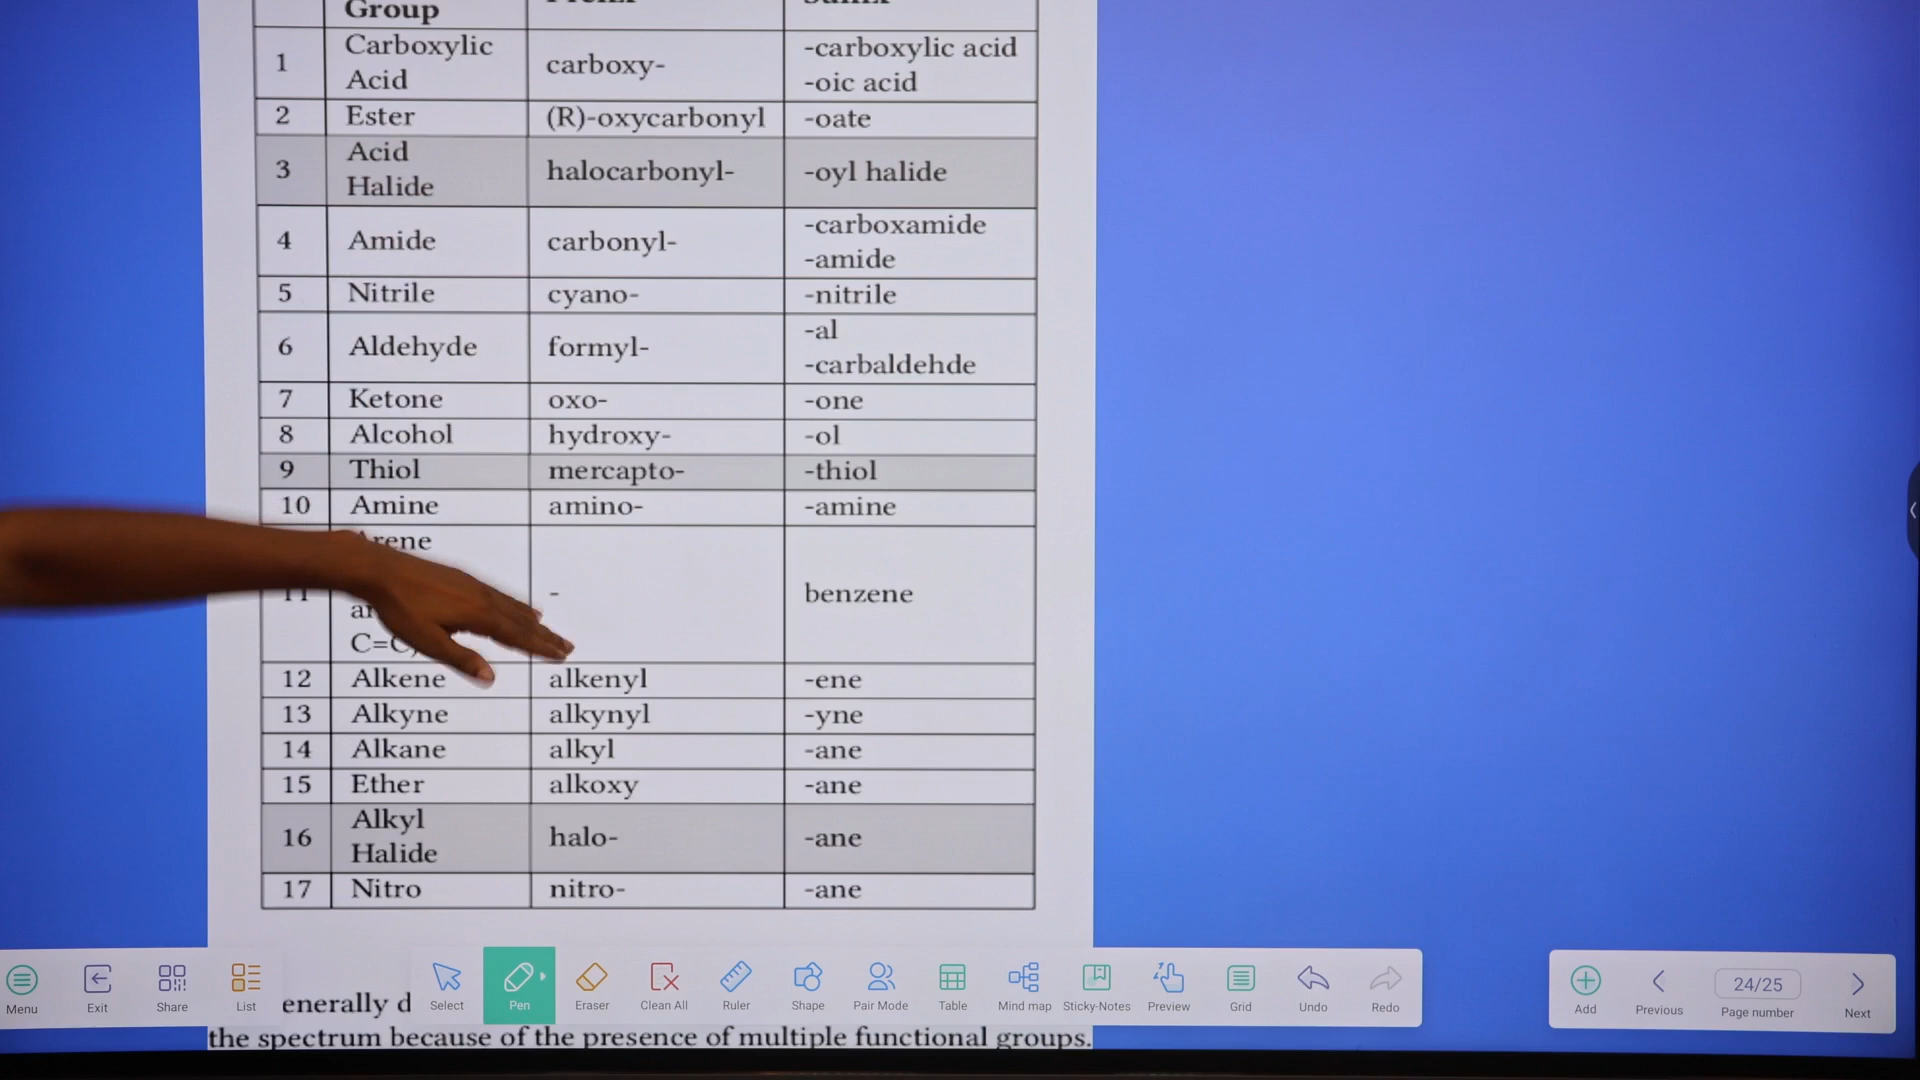 Group
1 Carboxylic Acid carboxy- -carboxylic acid -oic acid
2 Ester (R)-oxycarbonyl -oate
3 Acid Halide halocarbonyl- -oyl halide
4 Amide carbonyl- -carboxamide -amide
5 Nitrile cyano- -nitrile
6 Aldehyde formyl- -al -carbaldehde
7 Ketone oxo- -one
8 Alcohol hydroxy- -ol
9 Thiol mercapto- -thiol
10 Amine amino- -amine
11 Arene C=C) - benzene
12 Alkene alkenyl -ene
13 Alkyne alkynyl -yne
14 Alkane alkyl -ane
15 Ether alkoxy -ane
16 Alkyl Halide halo- -ane
17 Nitro nitro- -ane
Menu Exit Share List enerally d Select Pen Eraser Clean All Ruler Shape Pair Mode Table Mind map Sticky-Notes Preview Grid Undo Redo Add Previous 24/25 Page number Next
the spectrum because of the presence of multiple functional groups.